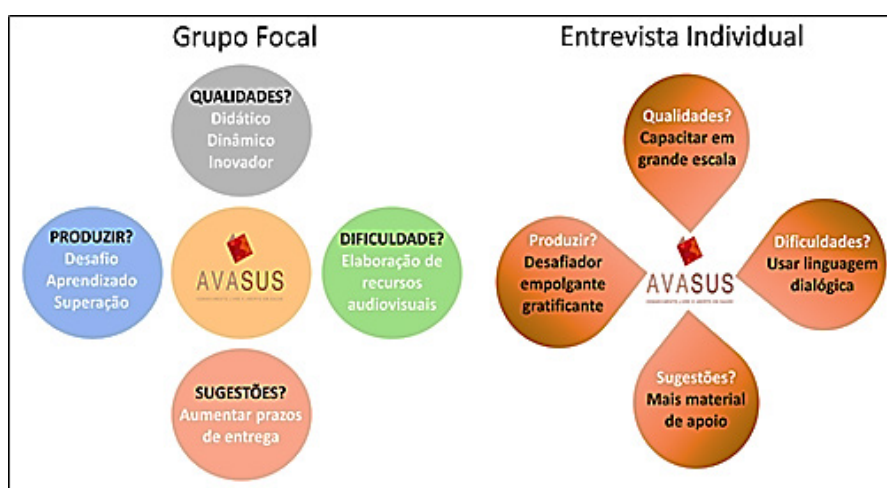 Grupo Focal
QUALIDADES?
Didático
Dinâmico
Inovador
PRODUZIR?
Desafio
Aprendizado
Superação
AVASUS
DIFICULDADE?
Elaboração de
recursos
audiovisuais
SUGESTÕES?
Aumentar prazos
de entrega
Entrevista Individual
Qualidades?
Capacitar em
grande escala
Produzir?
Desafiador
empolgante
gratificante
AVASUS
Dificuldades?
Usar linguagem
dialógica
Sugestões?
Mais material
de apoio